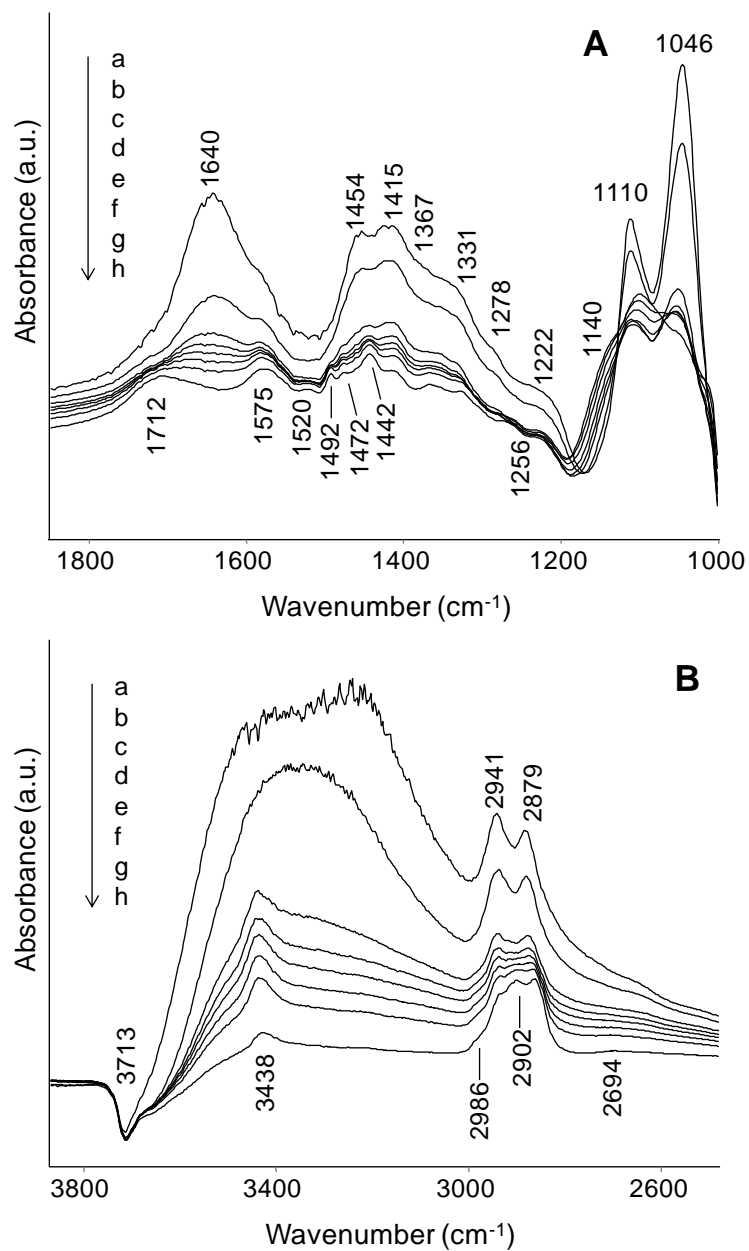 A
1046
a
b
c
d
e
f
g
h
1640
1454
1415
1367
1331
1278
1222
1140
1110
1712
1575
1520
1492
1472
1442
1256
Absorbance (a.u.)
1800 1600 1400 1200 1000
Wavenumber (cm-1)
B
a
b
c
d
e
f
g
h
2941
2879
3713
3438
2986
2902
2694
Absorbance (a.u.)
3800 3400 3000 2600
Wavenumber (cm-1)